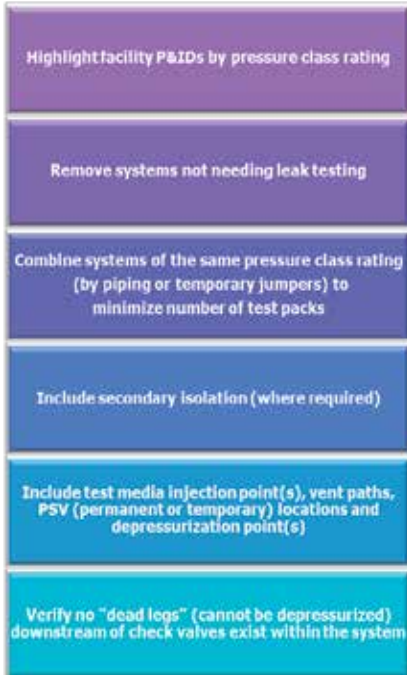 Highlight facility P&IDs by pressure class rating
Remove systems not needing leak testing
Combine systems of the same pressure class rating
(by piping or temporary jumpers) to
minimize number of test packs
Include secondary isolation (where required)
Include test media injection point(s), vent paths,
PSV (permanent or temporary) locations and
depressurization point(s)
Verify no "dead legs" (cannot be depressurized)
downstream of check valves exist within the system